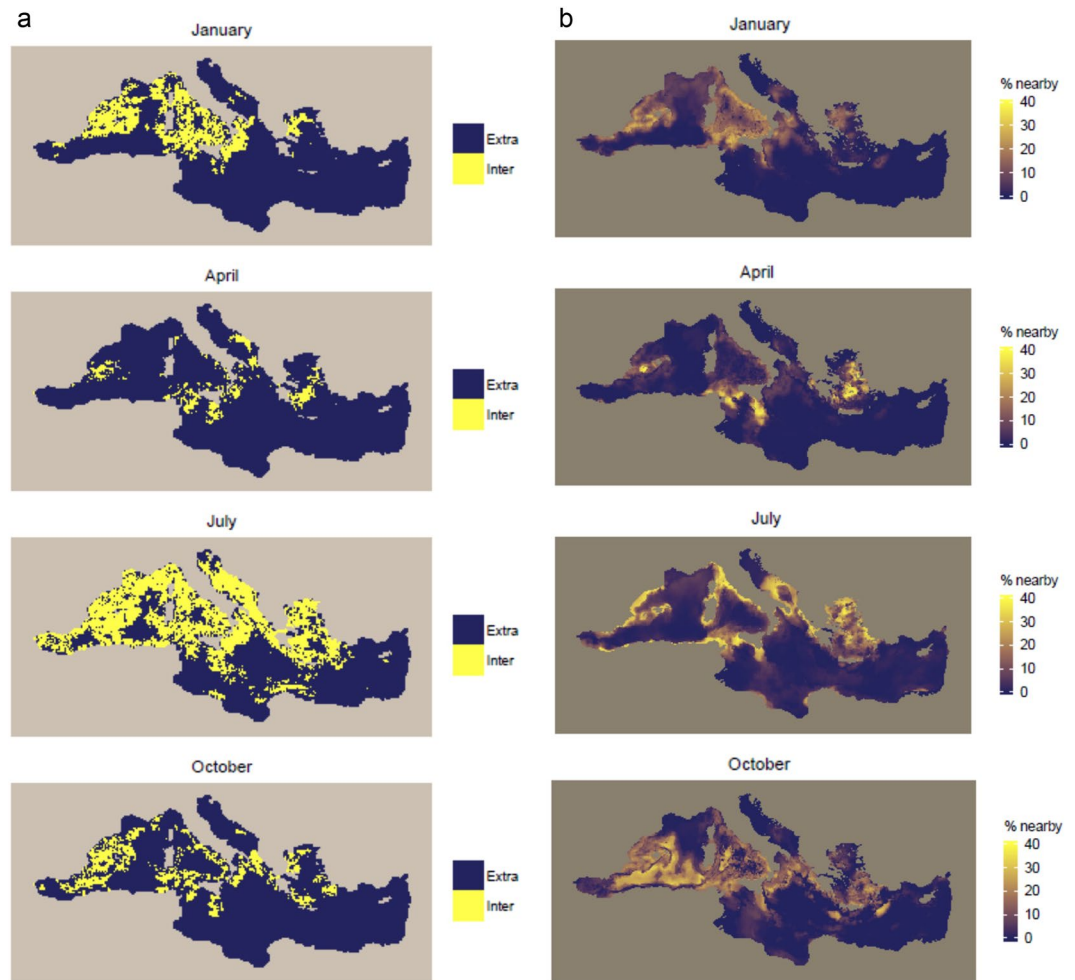 a
January
Extra
Inter
April
Extra
Inter
July
Extra
Inter
October
Extra
Inter
b
January
% nearby
40
30
20
10
0
April
% nearby
40
30
20
10
0
July
% nearby
40
30
20
10
0
October
% nearby
40
30
20
10
0